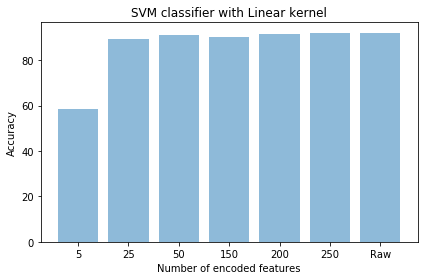 SVM classifier with Linear kernel
Accuracy
80
60
40
20
0
5 25 50 150 200 250 Raw
Number of encoded features